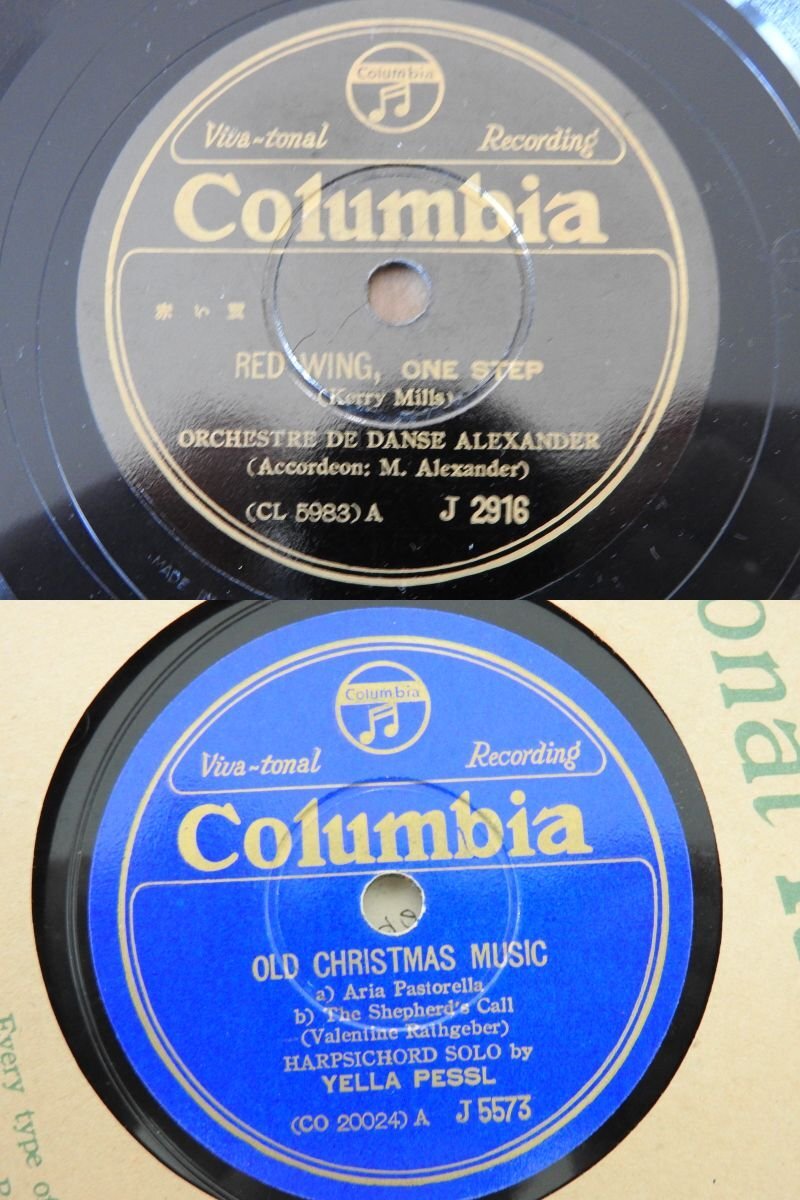 Columbia
Viva-tonal Recording
Columbia
赤い翼
RED WING, ONE STEP
(Kerry Mills)
ORCHESTRE DE DANSE ALEXANDER
(Accordeon: M. Alexander)
(CL 5983) A J 2916
MADE
Columbia
Viva-tonal Recording
Columbia
OLD CHRISTMAS MUSIC
a) Aria Pastorella
b) The Shepherd's Call
(Valentine Rathgeber)
HARPSICHORD SOLO by
YELLA PESSL
(CO 20024) A J 5573
onal
Every type